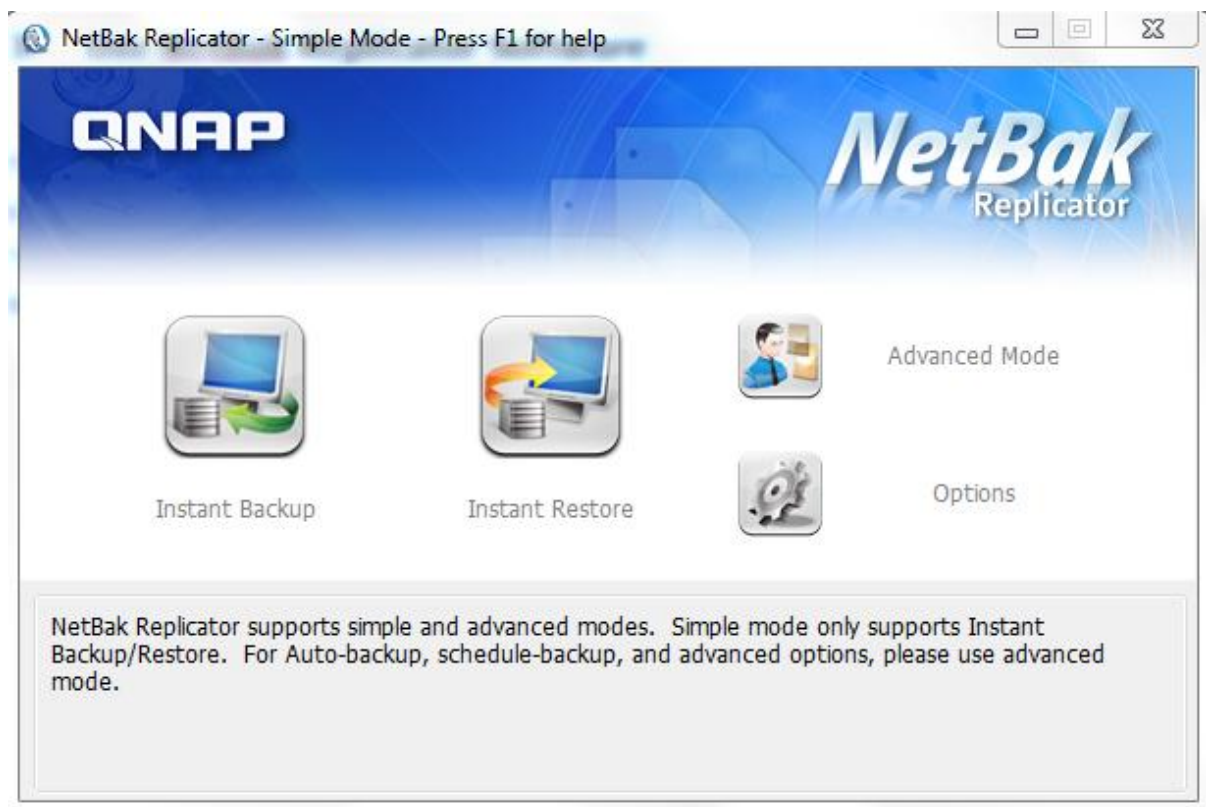 NetBak Replicator - Simple Mode - Press F1 for help
QNAP
NetBak
Replicator
Advanced Mode
Instant Backup
Instant Restore
Options
NetBak Replicator supports simple and advanced modes.  Simple mode only supports Instant
Backup/Restore.  For Auto-backup, schedule-backup, and advanced options, please use advanced
mode.